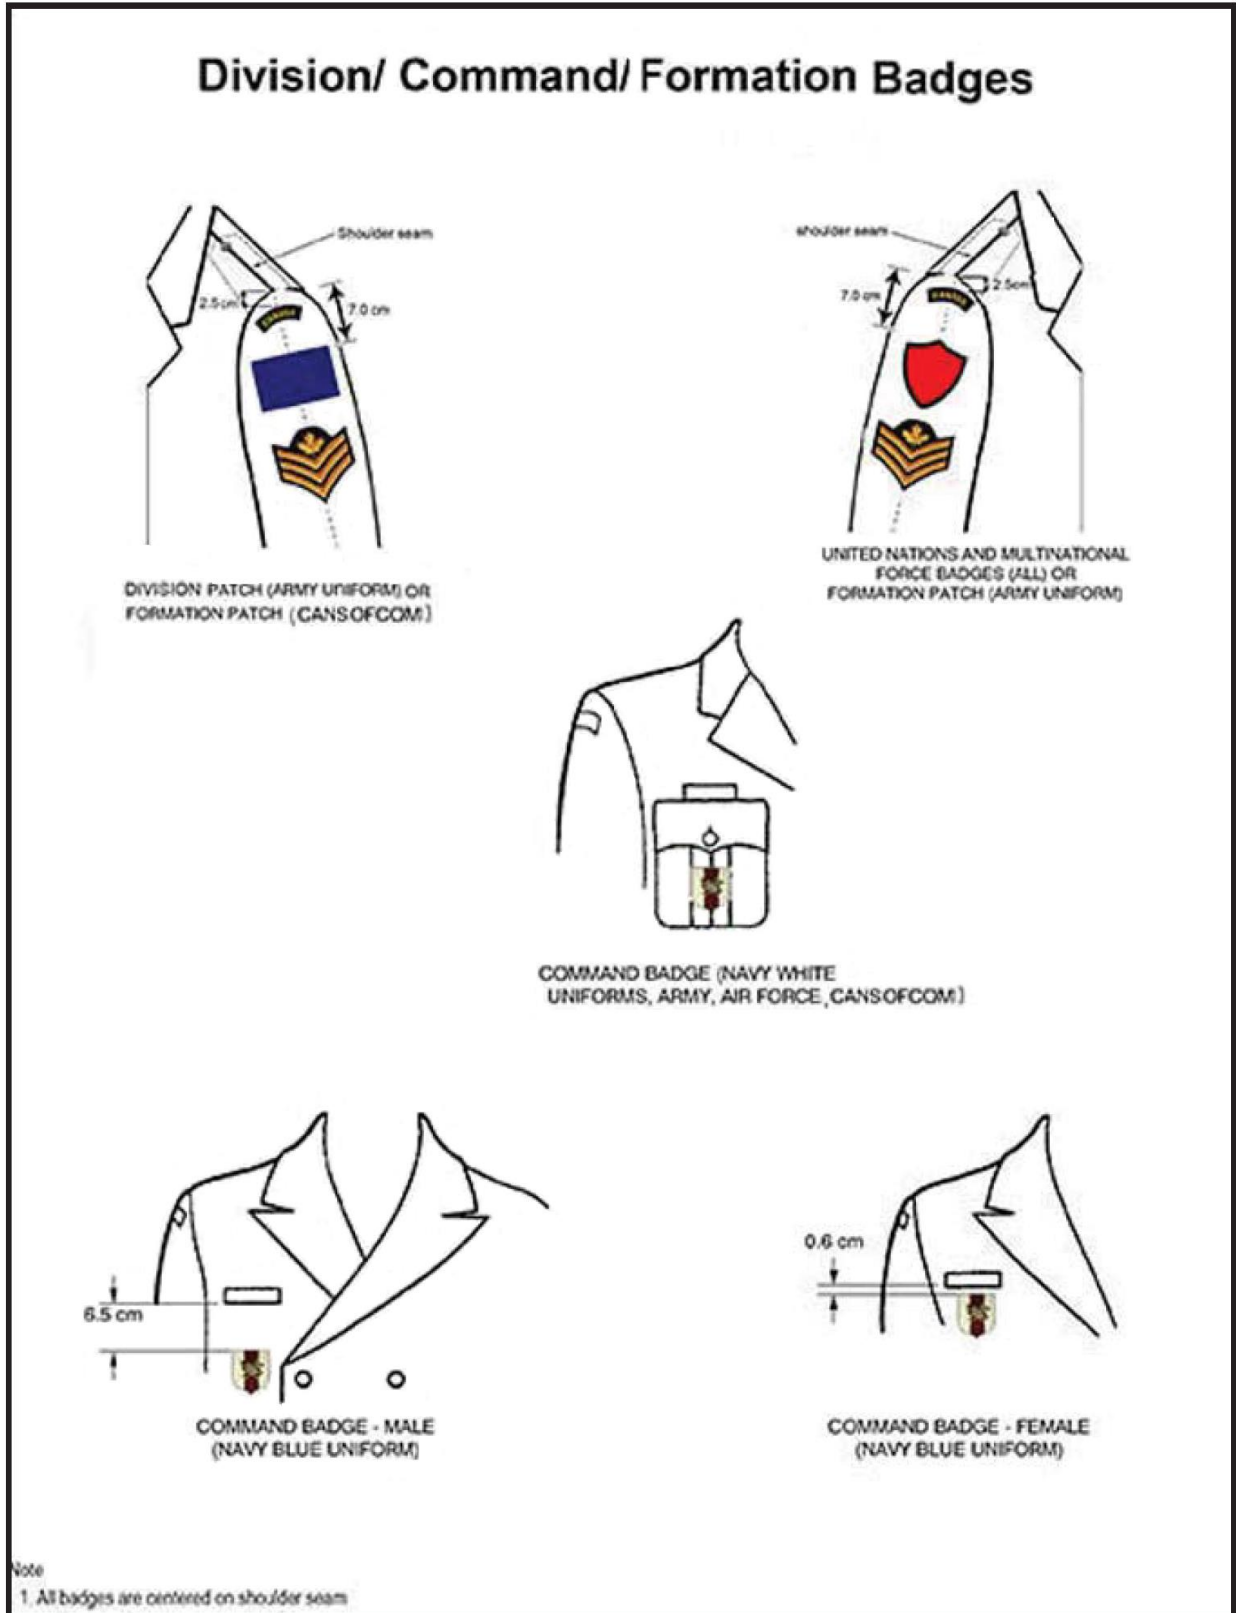 Division/ Command/ Formation Badges
Shoulder seam
2.5cm
7.0 cm
CANADA
shoulder seam
7.0 cm
2.5cm
CANADA
DIVISION PATCH (ARMY UNIFORM) OR
FORMATION PATCH (CANSOFCOM)
UNITED NATIONS AND MULTINATIONAL
FORCE BADGES (ALL) OR
FORMATION PATCH (ARMY UNIFORM)
COMMAND BADGE (NAVY WHITE
UNIFORMS, ARMY, AIR FORCE, CANSOFCOM)
6.5 cm
0.6 cm
COMMAND BADGE - MALE
(NAVY BLUE UNIFORM)
COMMAND BADGE - FEMALE
(NAVY BLUE UNIFORM)
Note
1. All badges are centered on shoulder seam